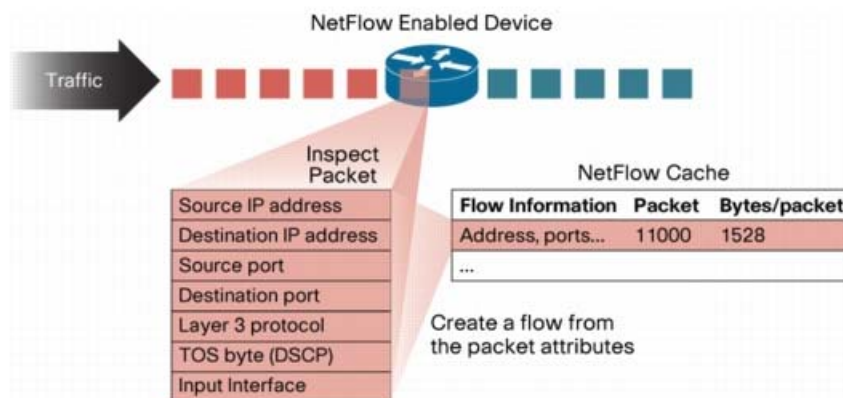 NetFlow Enabled Device
Traffic
Inspect
Packet
Source IP address
Destination IP address
Source port
Destination port
Layer 3 protocol
TOS byte (DSCP)
Input Interface
NetFlow Cache
Flow Information Packet Bytes/packet
Address, ports... 11000 1528
...
Create a flow from
the packet attributes